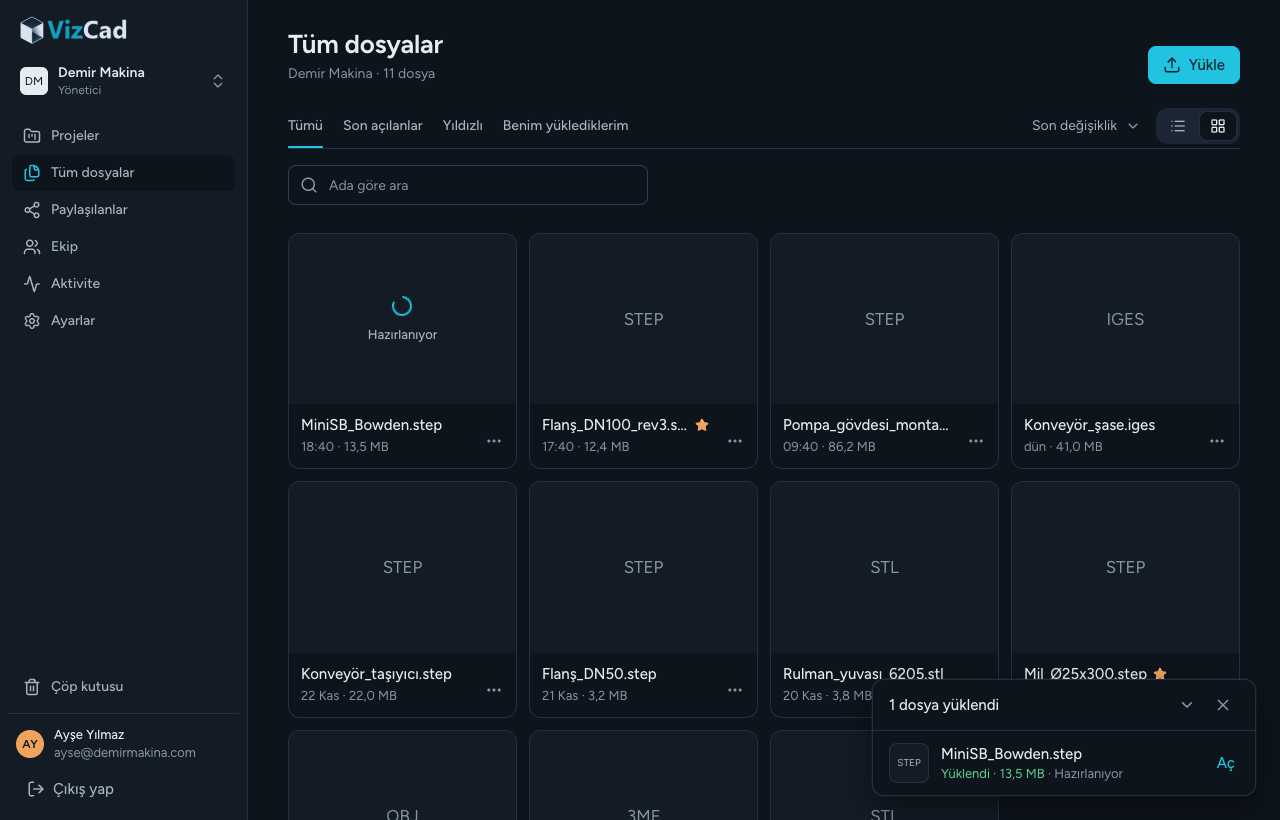 VizCad
DM
Demir Makina
Yönetici
Projeler
Tüm dosyalar
Paylaşılanlar
Ekip
Aktivite
Ayarlar
Çöp kutusu
AY
Ayşe Yılmaz
ayse@demirmakina.com
Çıkış yap
Tüm dosyalar
Demir Makina · 11 dosya
Yükle
Tümü Son açılanlar Yıldızlı Benim yüklediklerim
Son değişiklik
Ada göre ara
Hazırlanıyor
MiniSB_Bowden.step
18:40 · 13,5 MB
STEP
Flanş_DN100_rev3.s...
17:40 · 12,4 MB
STEP
Pompa_gövdesi_monta...
09:40 · 86,2 MB
IGES
Konveyör_şase.iges
dün · 41,0 MB
STEP
Konveyör_taşıyıcı.step
22 Kas · 22,0 MB
STEP
Flanş_DN50.step
21 Kas · 3,2 MB
STL
Rulman_yuvası_6205.stl
20 Kas · 3,8 MB
STEP
Mil_Ø25x300.step
OBJ
3MF
STL
1 dosya yüklendi
STEP
MiniSB_Bowden.step
Yüklendi · 13,5 MB · Hazırlanıyor
Aç